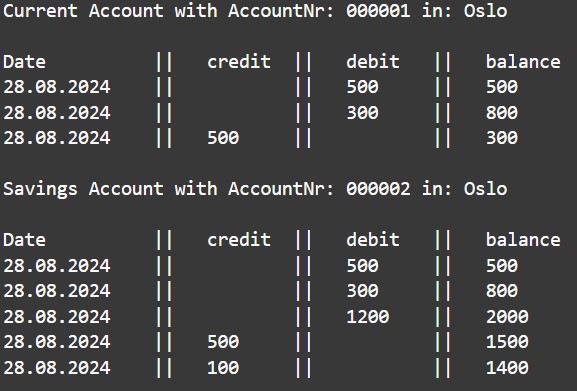 Current Account with AccountNr: 000001 in: Oslo
Date || credit || debit || balance
28.08.2024 || || 500 || 500
28.08.2024 || || 300 || 800
28.08.2024 || 500 || || 300
Savings Account with AccountNr: 000002 in: Oslo
Date || credit || debit || balance
28.08.2024 || || 500 || 500
28.08.2024 || || 300 || 800
28.08.2024 || || 1200 || 2000
28.08.2024 || 500 || || 1500
28.08.2024 || 100 || || 1400